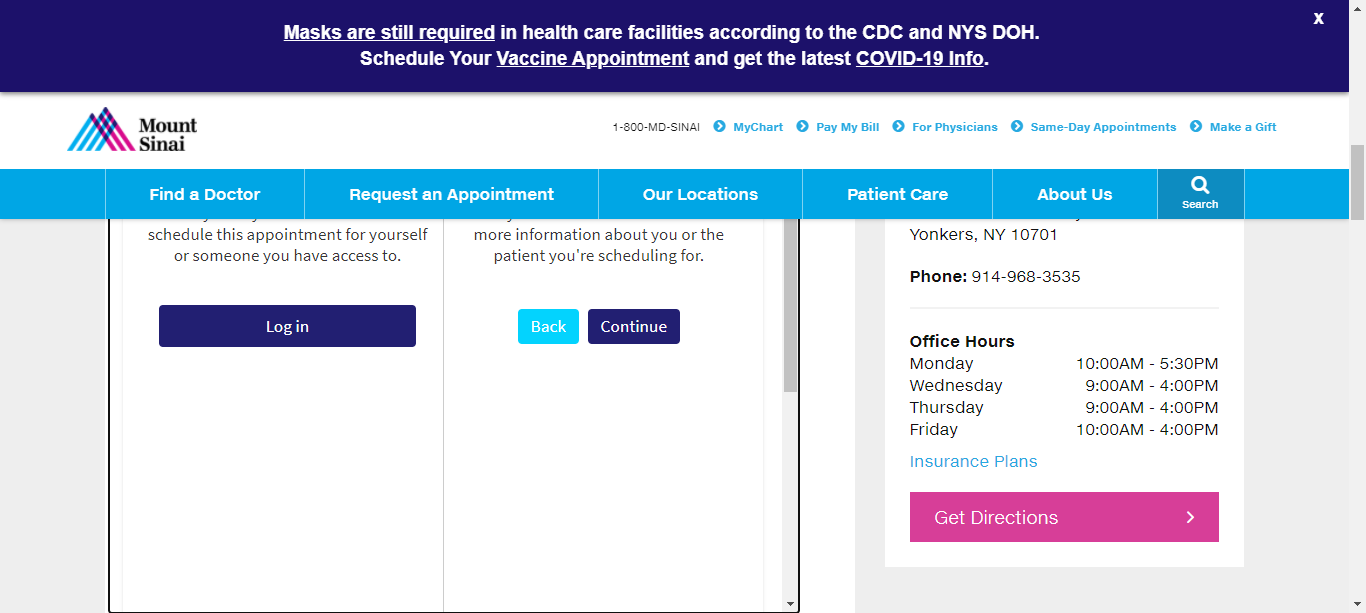 Masks are still required in health care facilities according to the CDC and NYS DOH.
Schedule Your Vaccine Appointment and get the latest COVID-19 Info.
X
Mount
Sinai
1-800-MD-SINAI MyChart Pay My Bill For Physicians Same-Day Appointments Make a Gift
Find a Doctor Request an Appointment Our Locations Patient Care About Us Search
schedule this appointment for yourself
or someone you have access to.
Log in
more information about you or the
patient you're scheduling for.
Back Continue
Yonkers, NY 10701
Phone: 914-968-3535
Office Hours
Monday 10:00AM - 5:30PM
Wednesday 9:00AM - 4:00PM
Thursday 9:00AM - 4:00PM
Friday 10:00AM - 4:00PM
Insurance Plans
Get Directions